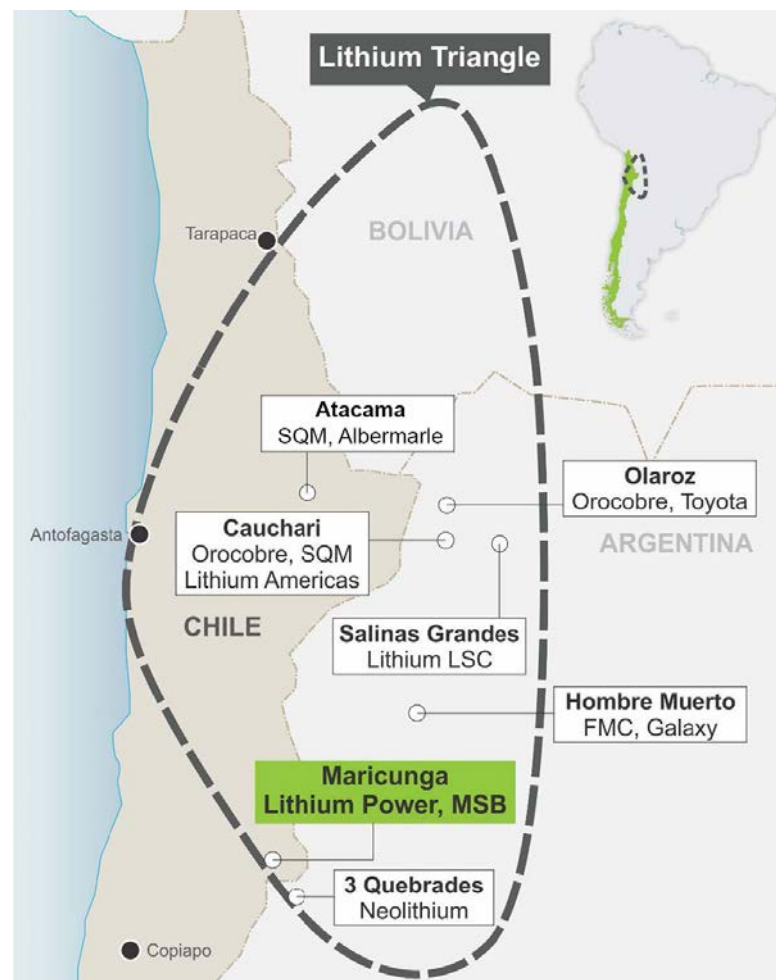 Lithium Triangle
Tarapaca
BOLIVIA
Atacama
SQM, Albermarle
Olaroz
Orocobre, Toyota
Antofagasta
Cauchari
Orocobre, SQM
Lithium Americas
ARGENTINA
CHILE
Salinas Grandes
Lithium LSC
Hombre Muerto
FMC, Galaxy
Maricunga
Lithium Power, MSB
3 Quebrades
Neolithium
Copiapo